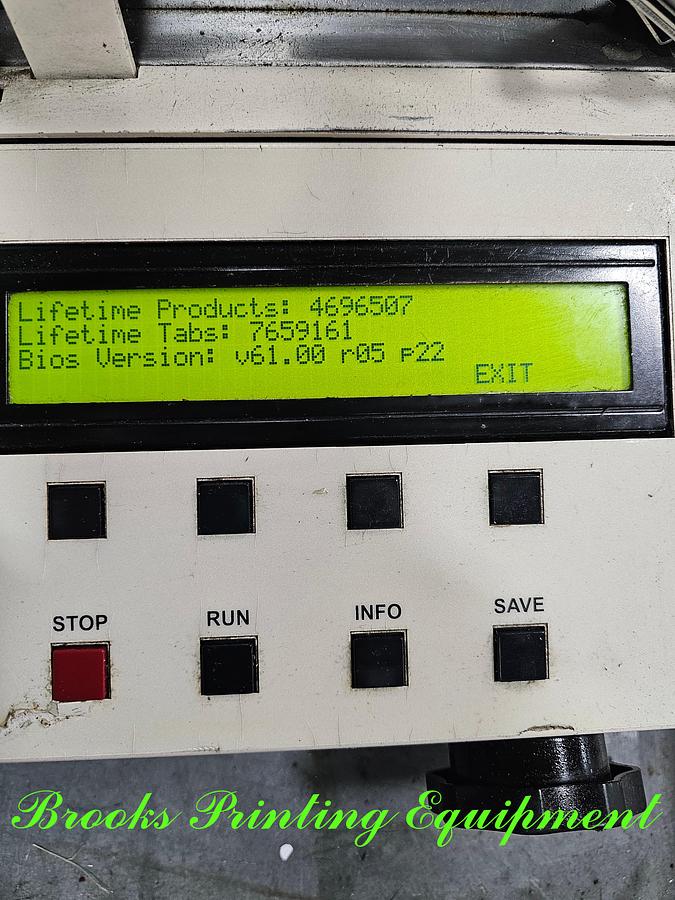 Lifetime Products: 4696507
Lifetime Tabs: 7659161
Bios Version: v61.00 r05 p22
EXIT
STOP RUN INFO SAVE
Brooks Printing Equipment